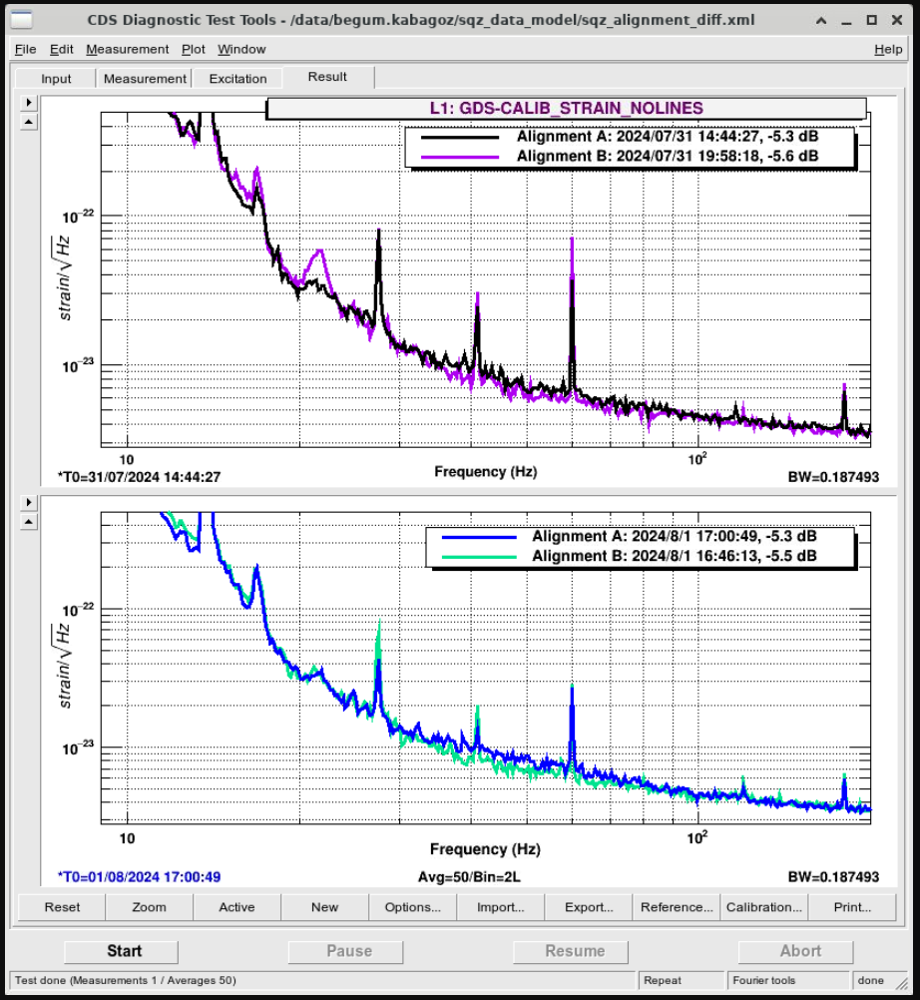 CDS Diagnostic Test Tools - /data/begum.kabagoz/sqz_data_model/sqz_alignment_diff.xml
File Edit Measurement Plot Window Help
Input Measurement Excitation Result
L1: GDS-CALIB_STRAIN_NOLINES
Alignment A: 2024/07/31 14:44:27, -5.3 dB
Alignment B: 2024/07/31 19:58:18, -5.6 dB
10⁻²²
strain/√Hz
10⁻²³
10 10²
Frequency (Hz)
*T0=31/07/2024 14:44:27 BW=0.187493
Alignment A: 2024/8/1 17:00:49, -5.3 dB
Alignment B: 2024/8/1 16:46:13, -5.5 dB
10⁻²²
strain/√Hz
10⁻²³
10 10²
Frequency (Hz)
*T0=01/08/2024 17:00:49 Avg=50/Bin=2L BW=0.187493
Reset Zoom Active New Options... Import... Export... Reference... Calibration... Print...
Start Pause Resume Abort
Test done (Measurements 1 / Averages 50) Repeat Fourier tools done